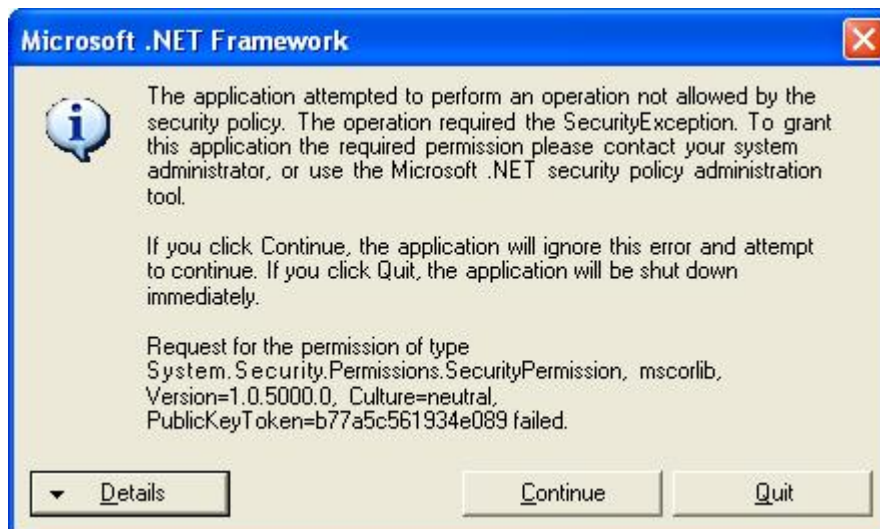 Microsoft .NET Framework
The application attempted to perform an operation not allowed by the
security policy. The operation required the SecurityException. To grant
this application the required permission please contact your system
administrator, or use the Microsoft .NET security policy administration
tool.
If you click Continue, the application will ignore this error and attempt
to continue. If you click Quit, the application will be shut down
immediately.
Request for the permission of type
System.Security.Permissions.SecurityPermission, mscorlib,
Version=1.0.5000.0, Culture=neutral,
PublicKeyToken=b77a5c561934e089 failed.
Details Continue Quit